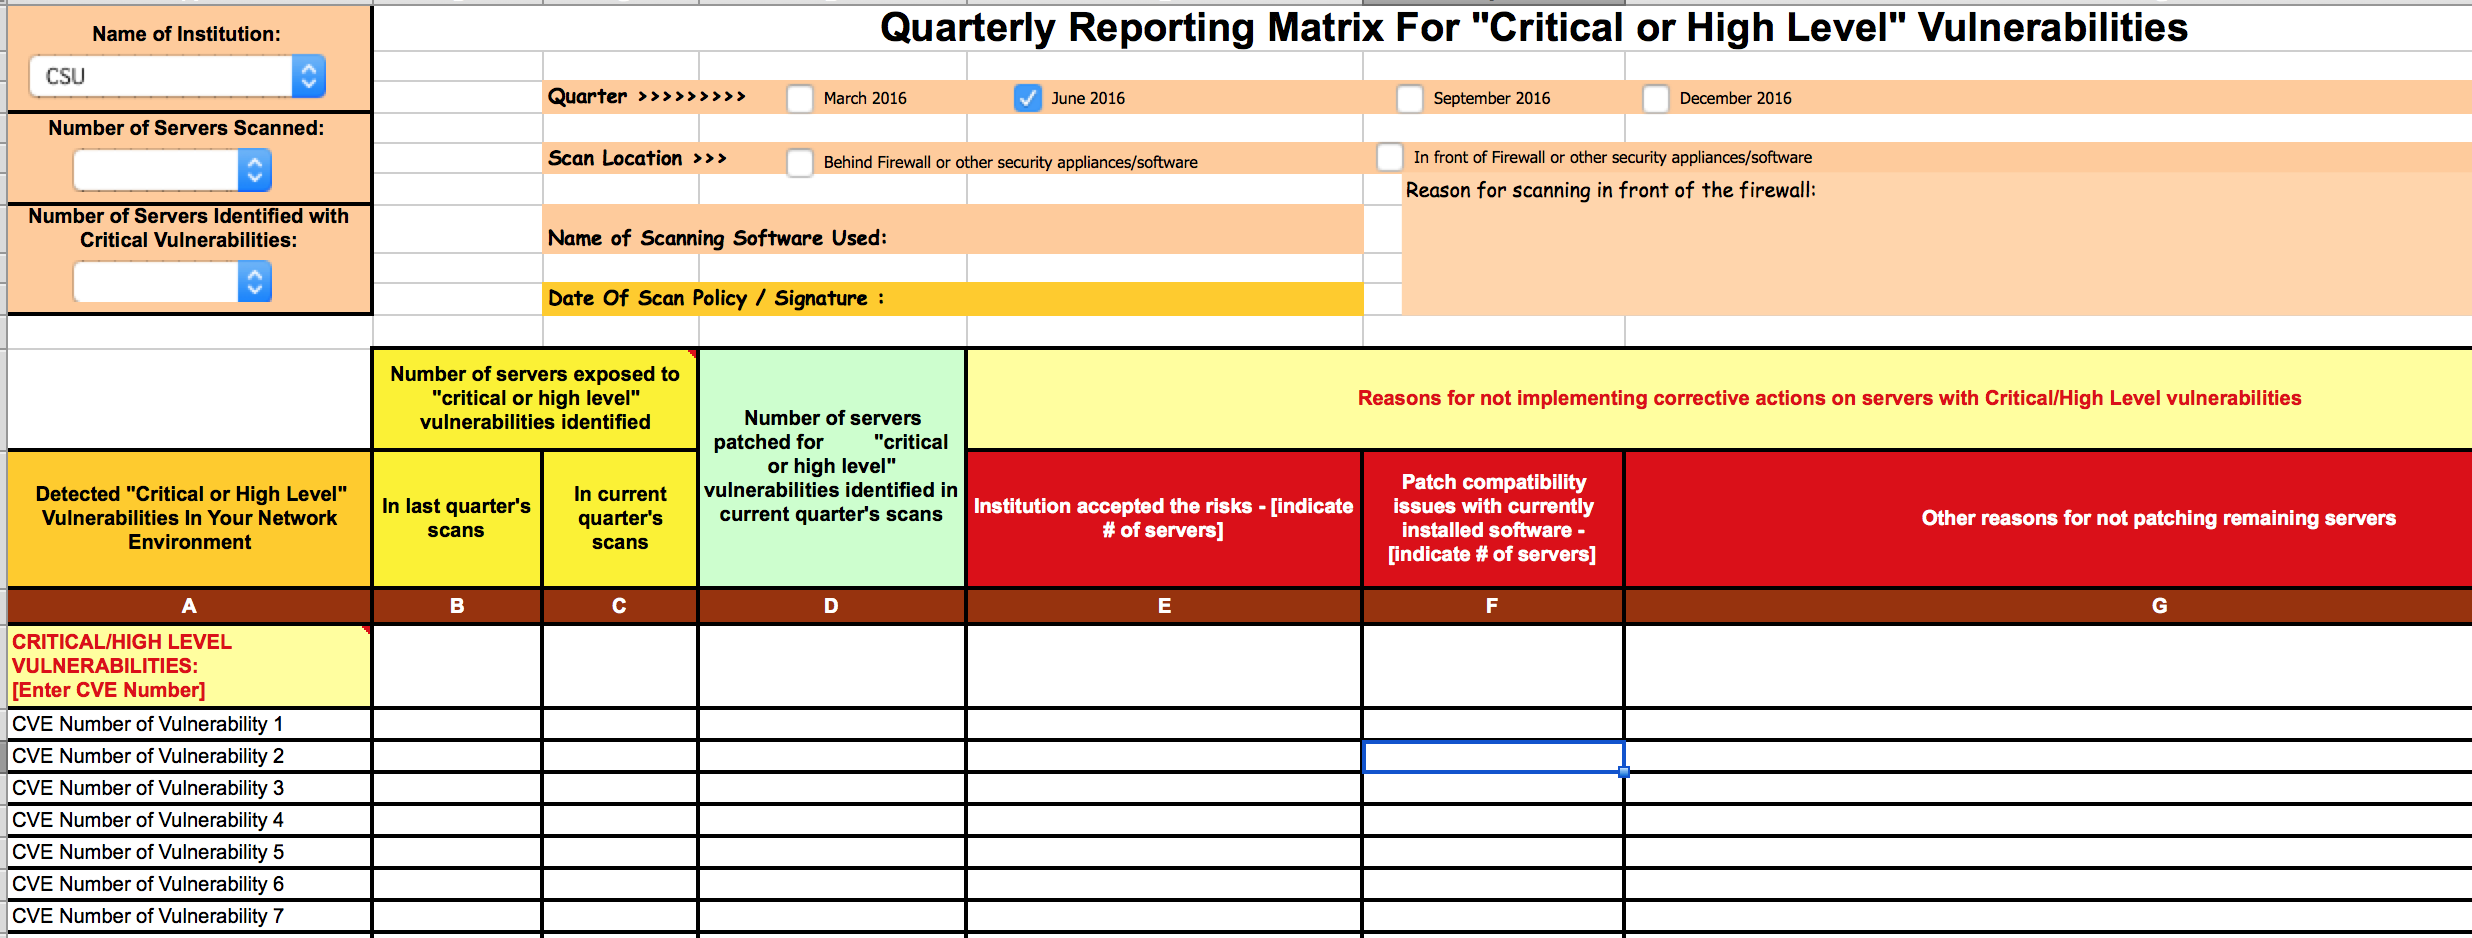 Quarterly Reporting Matrix For "Critical or High Level" Vulnerabilities
Name of Institution:
CSU
Number of Servers Scanned:
Number of Servers Identified with
Critical Vulnerabilities:
Quarter >>>>>>>>> March 2016 June 2016 September 2016 December 2016
Scan Location >>> Behind Firewall or other security appliances/software In front of Firewall or other security appliances/software
Reason for scanning in front of the firewall:
Name of Scanning Software Used:
Date Of Scan Policy / Signature :
Number of servers exposed to
"critical or high level"
vulnerabilities identified
Number of servers
patched for "critical
or high level"
vulnerabilities identified in
current quarter's scans
Reasons for not implementing corrective actions on servers with Critical/High Level vulnerabilities
Detected "Critical or High Level"
Vulnerabilities In Your Network
Environment
In last quarter's
scans
In current
quarter's
scans
Institution accepted the risks - [indicate
# of servers]
Patch compatibility
issues with currently
installed software -
[indicate # of servers]
Other reasons for not patching remaining servers
A B C D E F G
CRITICAL/HIGH LEVEL
VULNERABILITIES:
[Enter CVE Number]
CVE Number of Vulnerability 1
CVE Number of Vulnerability 2
CVE Number of Vulnerability 3
CVE Number of Vulnerability 4
CVE Number of Vulnerability 5
CVE Number of Vulnerability 6
CVE Number of Vulnerability 7